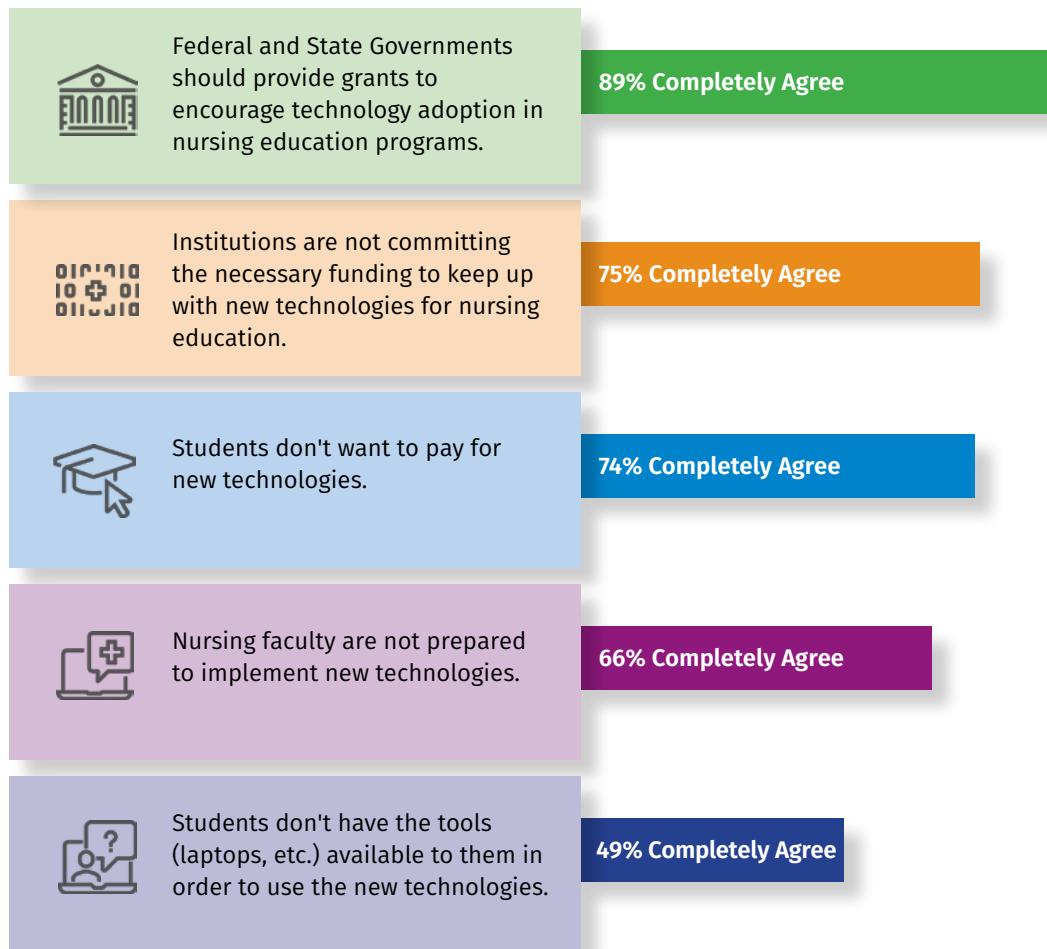 Federal and State Governments
should provide grants to
encourage technology adoption in
nursing education programs.
89% Completely Agree
Institutions are not committing
the necessary funding to keep up
with new technologies for nursing
education.
75% Completely Agree
Students don't want to pay for
new technologies.
74% Completely Agree
Nursing faculty are not prepared
to implement new technologies.
66% Completely Agree
Students don't have the tools
(laptops, etc.) available to them in
order to use the new technologies.
49% Completely Agree